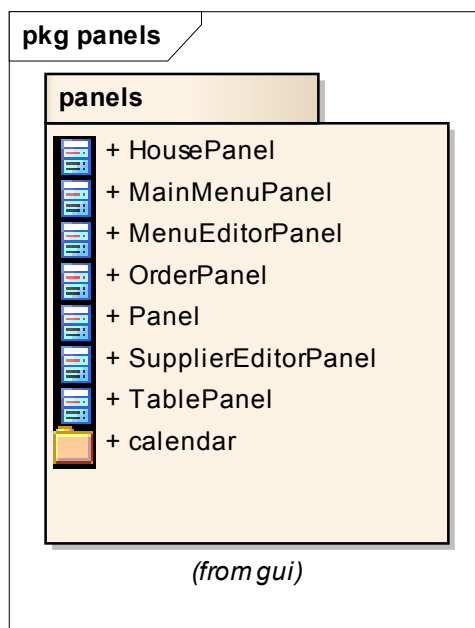 pkg panels
panels
+ HousePanel
+ MainMenuPanel
+ MenuEditorPanel
+ OrderPanel
+ Panel
+ SupplierEditorPanel
+ TablePanel
+ calendar
(from gui)